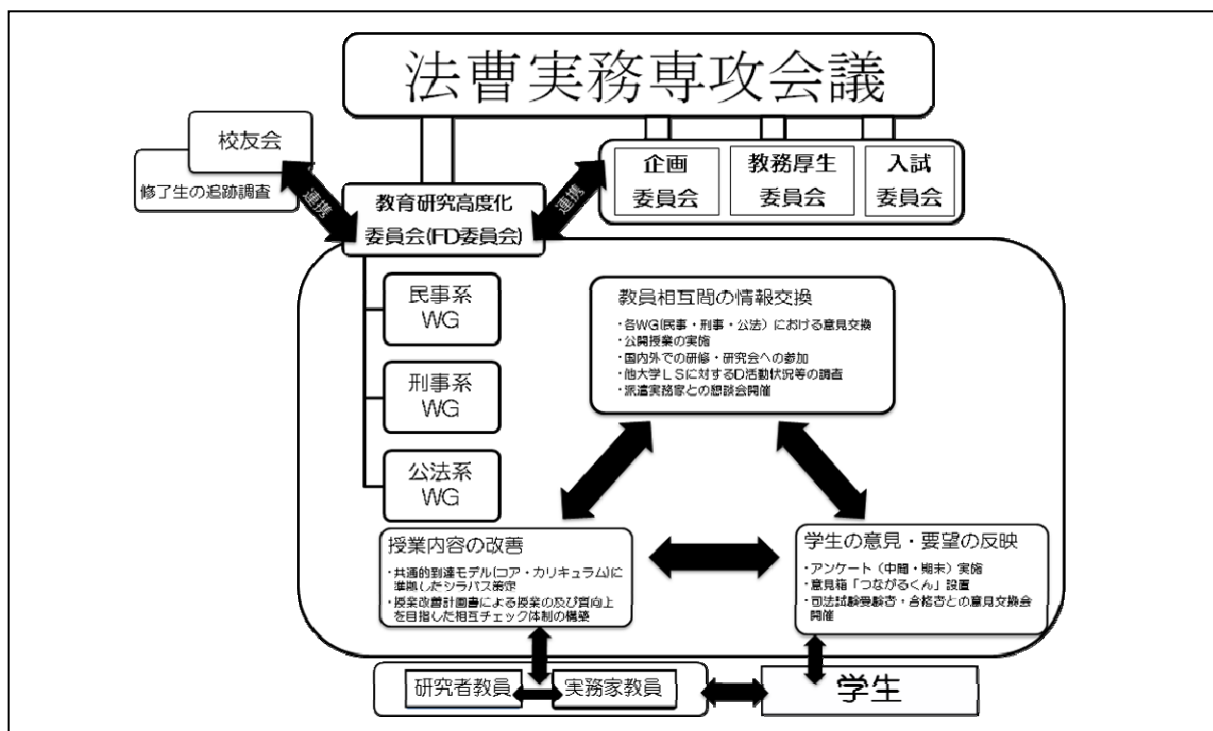 法曹実務専攻会議
校友会
修了生の追跡調査
連携
教育研究高度化
委員会(FD委員会)
連携
企画
委員会
教務厚生
委員会
入試
委員会
民事系
WG
刑事系
WG
公法系
WG
教員相互間の情報交換
・各WG(民事・刑事・公法）における意見交換
・公開授業の実施
・国内外での研修・研究会への参加
・他大学LSに対するD活動状況等の調査
・派遣実務家との懇談会開催
授業内容の改善
・共通的到達モデル(コア・カリキュラム)に
準拠したシラバス策定
・授業改善計画書による授業の及び質向上
を目指した相互チェック体制の構築
学生の意見・要望の反映
・アンケート（中間・期末）実施
・意見箱「つながるくん」設置
・司法試験受験者・合格者との意見交換会
開催
研究者教員
実務家教員
学生